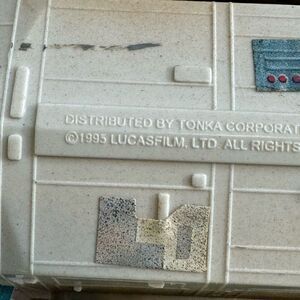 DISTRIBUTED BY TONKA CORPORAT
©1995 LUCASFILM, LTD. ALL RIGHTS